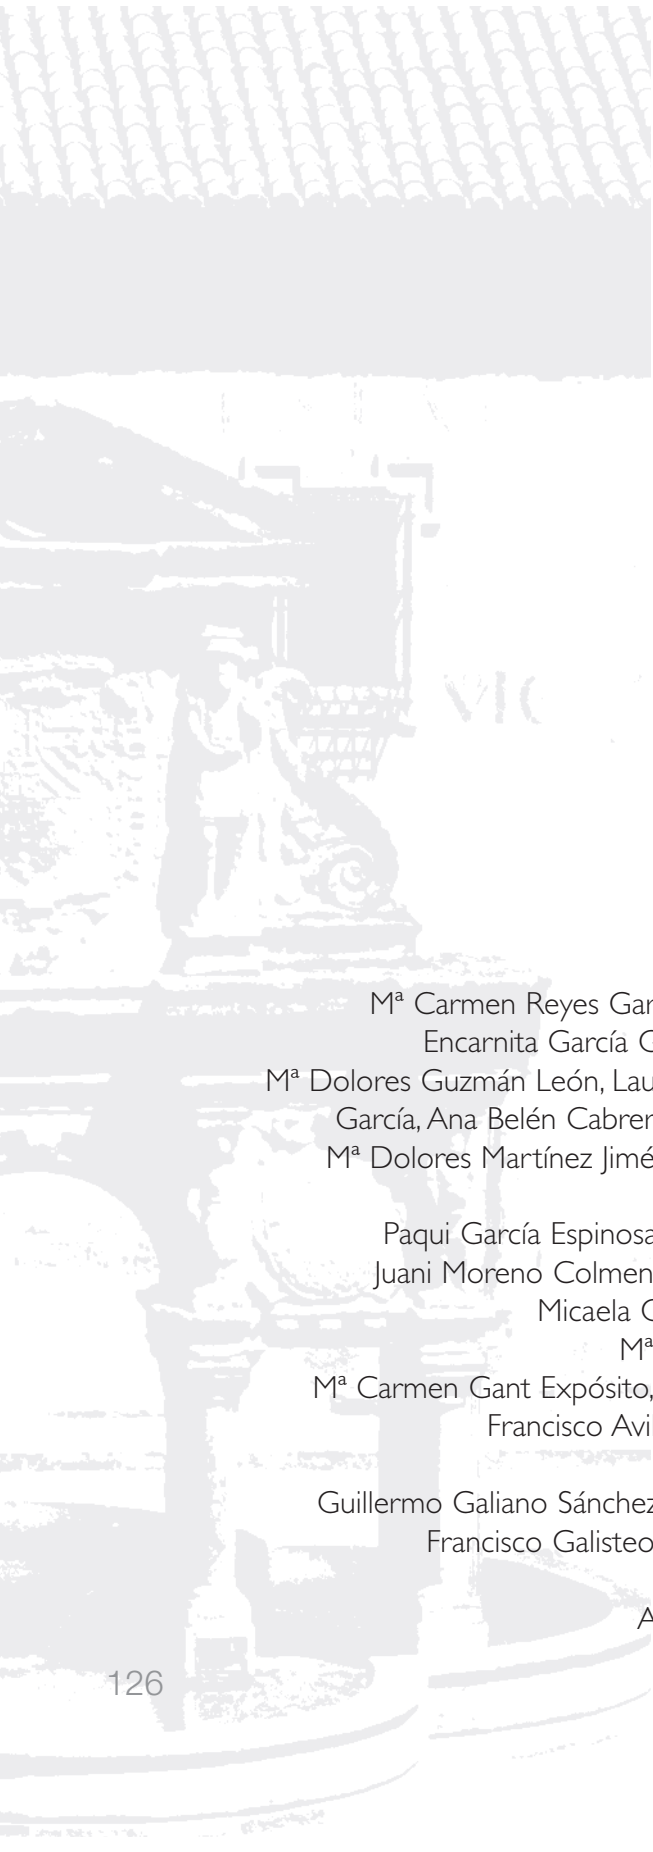 VIC
Mª Carmen Reyes Gar
Encarnita García G
Mª Dolores Guzmán León, Lau
García, Ana Belén Cabrer
Mª Dolores Martínez Jimé
Paqui García Espinosa
Juani Moreno Colmen
Micaela
Mª
Mª Carmen Gant Expósito,
Francisco Avi
Guillermo Galiano Sánchez
Francisco Galisteo
A
126